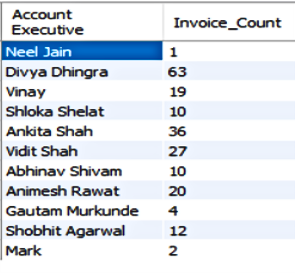 Account
Executive Invoice_Count
Neel Jain 1
Divya Dhingra 63
Vinay 19
Shloka Shelat 10
Ankita Shah 36
Vidit Shah 27
Abhinav Shivam 10
Animesh Rawat 20
Gautam Murkunde 4
Shobhit Agarwal 12
Mark 2